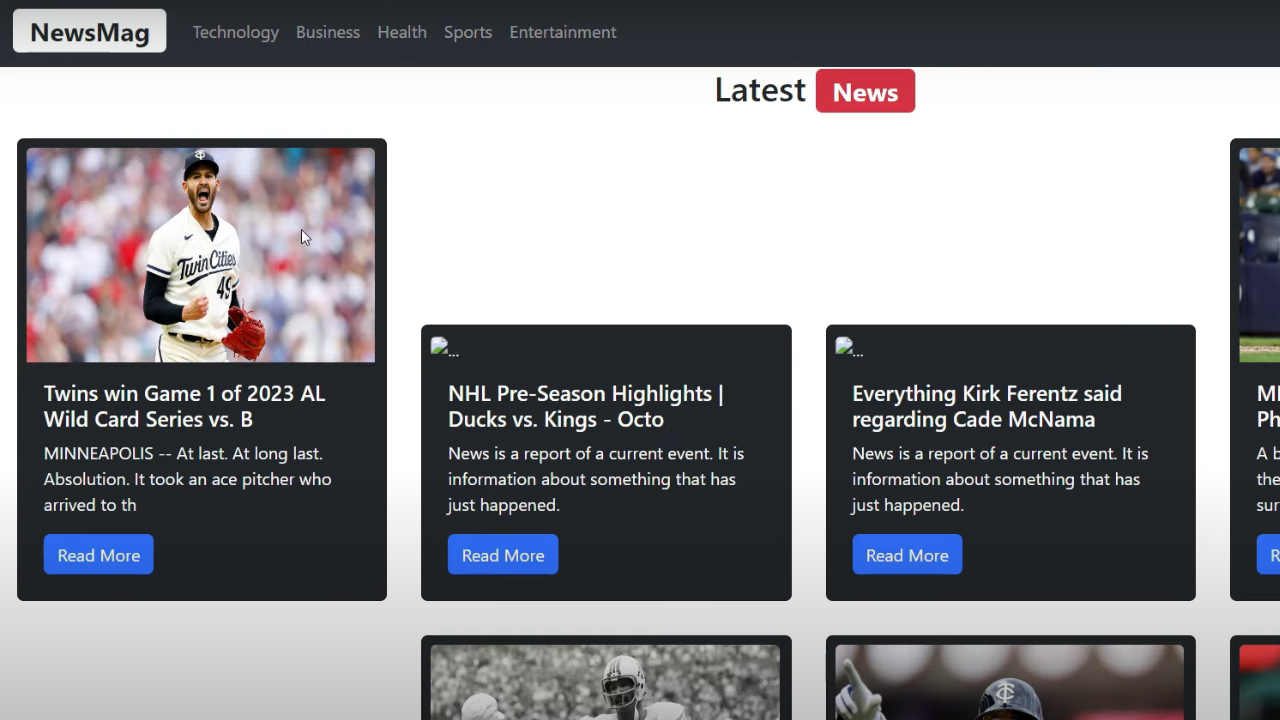 NewsMag
Technology
Business
Health
Sports
Entertainment
Latest News
Twin Cities
49
Twins win Game 1 of 2023 AL
Wild Card Series vs. B
MINNEAPOLIS -- At last. At long last.
Absolution. It took an ace pitcher who
arrived to th
Read More
...
NHL Pre-Season Highlights |
Ducks vs. Kings - Octo
News is a report of a current event. It is
information about something that has
just happened.
Read More
...
Everything Kirk Ferentz said
regarding Cade McNama
News is a report of a current event. It is
information about something that has
just happened.
Read More
Ph
A b
the
sur
R